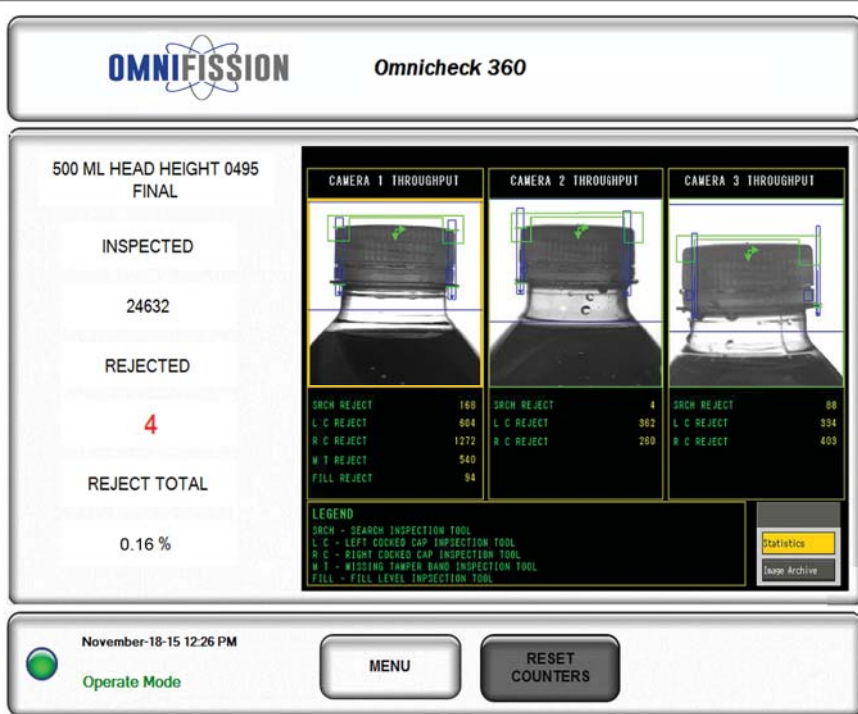 OMNIFISSION
Omnicheck 360
500 ML HEAD HEIGHT 0495
FINAL
INSPECTED
24632
REJECTED
4
REJECT TOTAL
0.16 %
CAMERA 1 THROUGHPUT
SRCH REJECT 168
L C REJECT 604
R C REJECT 1272
M T REJECT 540
FILL REJECT 94
CAMERA 2 THROUGHPUT
SRCH REJECT 4
L C REJECT 362
R C REJECT 260
CAMERA 3 THROUGHPUT
SRCH REJECT 88
L C REJECT 334
R C REJECT 403
LEGEND
SRCH - SEARCH INSPECTION TOOL
L C - LEFT COCKED CAP INPSECTION TOOL
R C - RIGHT COCKED CAP INSPECTION TOOL
M T - MISSING TAMPER BAND INSPECTION TOOL
FILL - FILL LEVEL INPSECTION TOOL
Statistics
Image Archive
November-18-15 12:26 PM
Operate Mode
MENU
RESET
COUNTERS